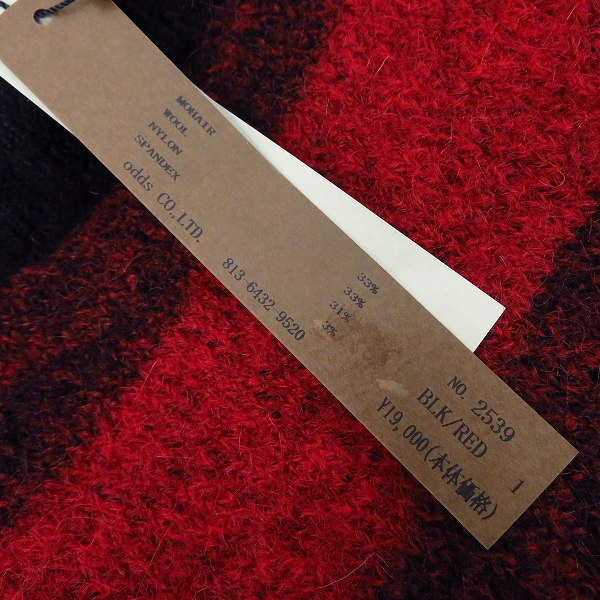 NO. 2539
BLK/RED 1
¥19,000(本体価格)
MOHAIR 33%
WOOL 33%
NYLON 31%
SPANDEX 3%
odds CO.,LTD. 813-6432-9520